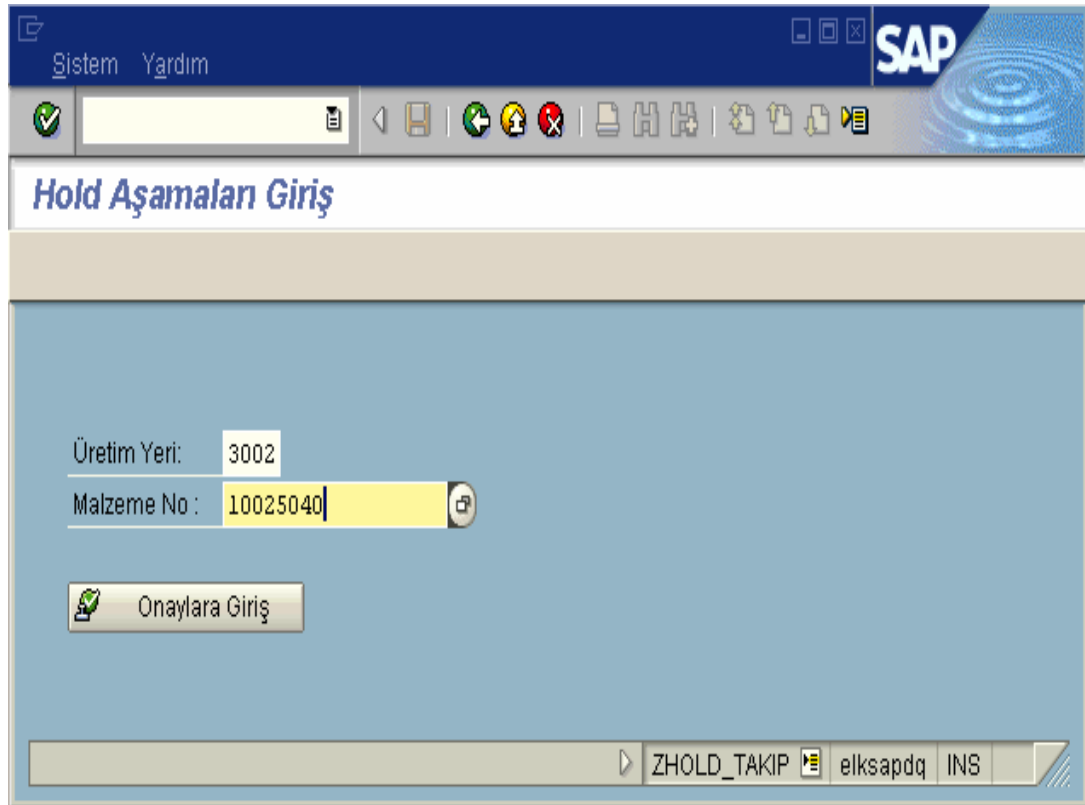 Sistem Yardım
SAP
Hold Aşamaları Giriş
Üretim Yeri: 3002
Malzeme No : 10025040
Onaylara Giriş
ZHOLD_TAKIP elksapdq INS